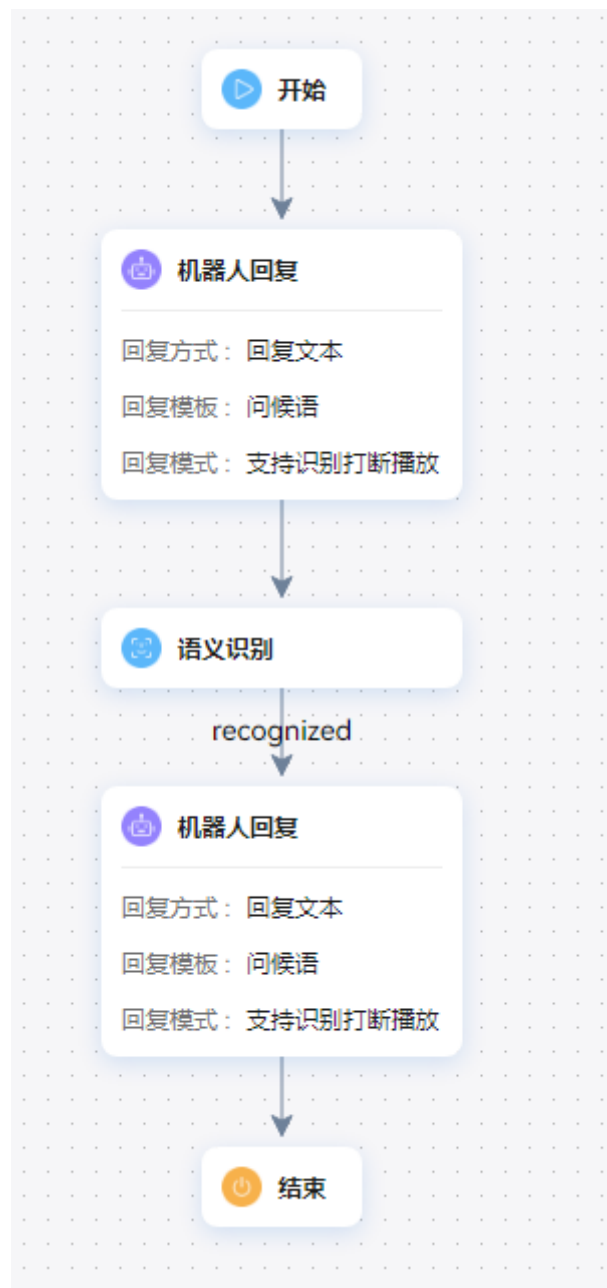 开始
机器人回复
回复方式： 回复文本
回复模板： 问候语
回复模式： 支持识别打断播放
语义识别
recognized
机器人回复
回复方式： 回复文本
回复模板： 问候语
回复模式： 支持识别打断播放
结束